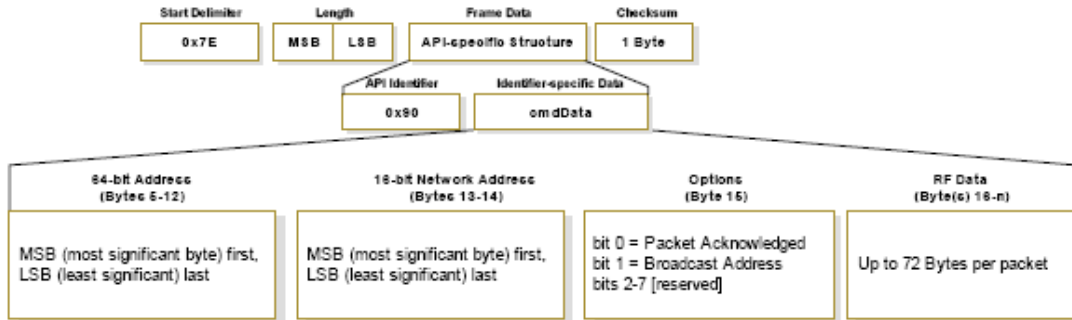 Start Delimiter Length Frame Data Checksum
0x7E MSB LSB API-specific Structure 1 Byte
API Identifier Identifier-specific Data
0x90 cmdData
64-bit Address
(Bytes 5-12)
MSB (most significant byte) first,
LSB (least significant) last
16-bit Network Address
(Bytes 13-14)
MSB (most significant byte) first,
LSB (least significant) last
Options
(Byte 15)
bit 0 = Packet Acknowledged
bit 1 = Broadcast Address
bits 2-7 [reserved]
RF Data
(Byte(s) 16-n)
Up to 72 Bytes per packet